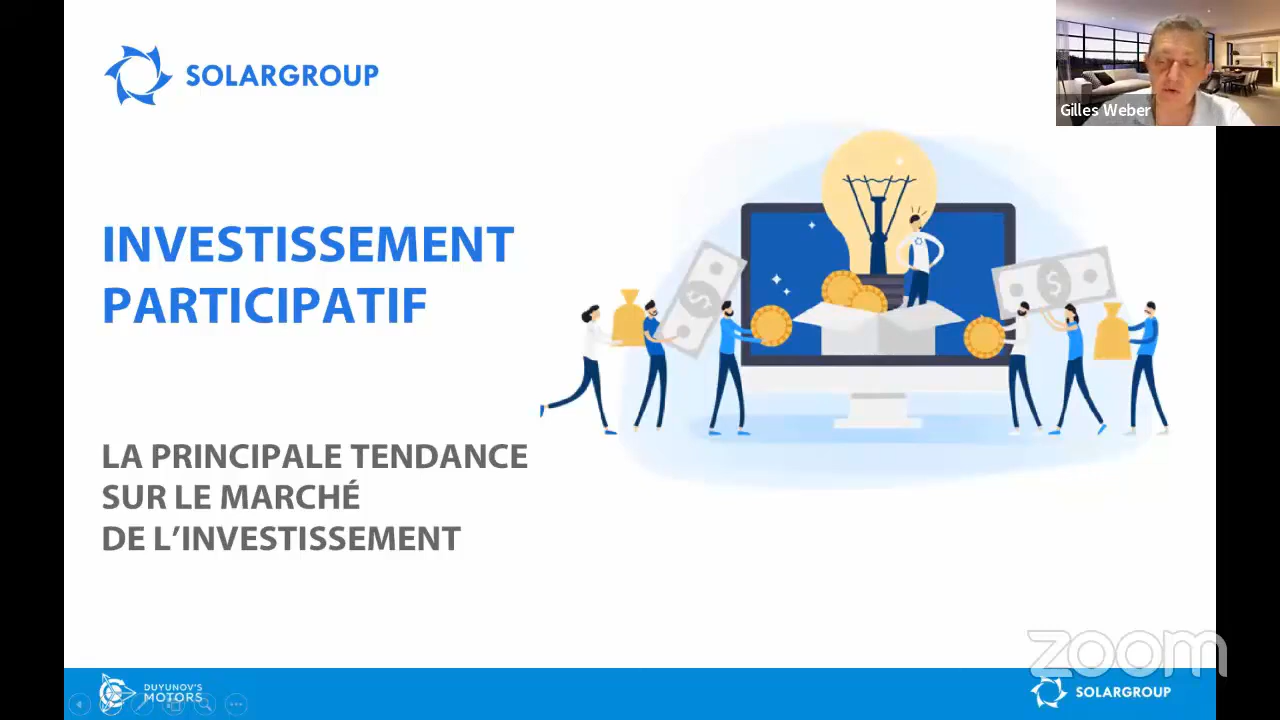 SOLARGROUP
Gilles Weber
INVESTISSEMENT
PARTICIPATIF
$
$
LA PRINCIPALE TENDANCE
SUR LE MARCHÉ
DE L'INVESTISSEMENT
zoom
DUYUNOV'S
MOTORS
SOLARGROUP